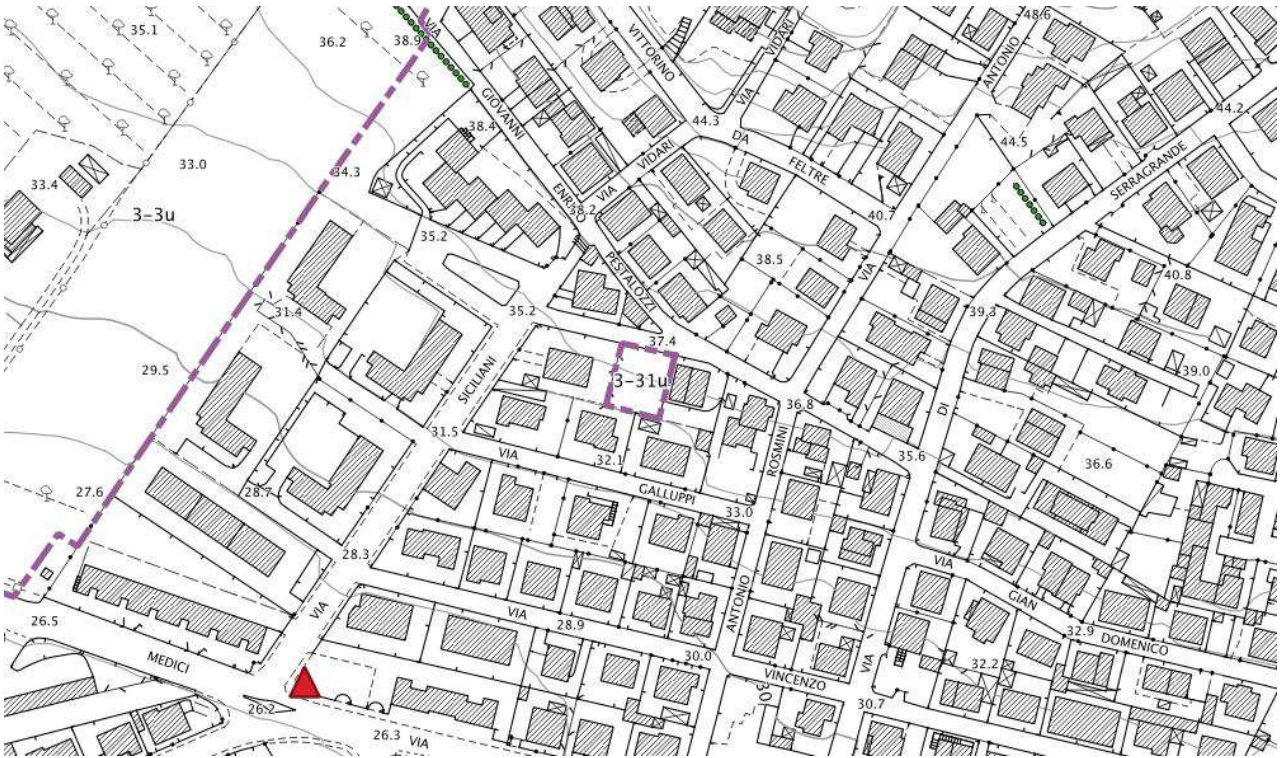 35.1
36.2
38.9
VIA
VITTORINO
VIDARI
VIA
48.6
ANTONIO
44.2
GIOVANNI
38.4
44.3
DA
FELTRE
44.5
SERRAGRANDE
33.0
33.4
34.3
VIDARI
VIA
3-3u
ENRICO
38.2
40.7
35.2
PESTALOZZI
38.5
VIA
40.8
31.4
35.2
39.3
37.4
29.5
SICILIANI
3-31u
39.0
36.8
DI
31.5
VIA
32.1
ROSMINI
35.6
36.6
27.6
28.7
GALLUPPI
33.0
28.3
VIA
GIAN
ANTONIO
26.5
VIA
VIA
28.9
32.9
DOMENICO
MEDICI
30.0
VINCENZO
VIA
32.2
26.2
30
30.7
26.3
VIA